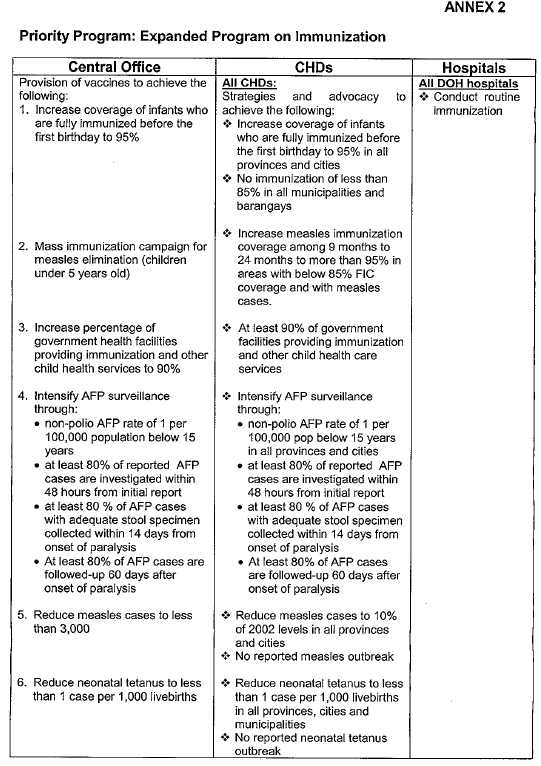 ANNEX 2
Priority Program: Expanded Program on Immunization
Central Office
Provision of vaccines to achieve the
following:
1. Increase coverage of infants who
are fully immunized before the
first birthday to 95%
2. Mass immunization campaign for
measles elimination (children
under 5 years old)
3. Increase percentage of
government health facilities
providing immunization and other
child health services to 90%
4. Intensify AFP surveillance
through:
• non-polio AFP rate of 1 per
100,000 population below 15
years
• at least 80% of reported AFP
cases are investigated within
48 hours from initial report
• at least 80 % of AFP cases
with adequate stool specimen
collected within 14 days from
onset of paralysis
• At least 80% of AFP cases are
followed-up 60 days after
onset of paralysis
5. Reduce measles cases to less
than 3,000
6. Reduce neonatal tetanus to less
than 1 case per 1,000 livebirths
CHDs
All CHDs:
Strategies and advocacy to
achieve the following:
❖ Increase coverage of infants
who are fully immunized before
the first birthday to 95% in all
provinces and cities
❖ No immunization of less than
85% in all municipalities and
barangays
❖ Increase measles immunization
coverage among 9 months to
24 months to more than 95% in
areas with below 85% FIC
coverage and with measles
cases.
❖ At least 90% of government
facilities providing immunization
and other child health care
services
❖ Intensify AFP surveillance
through:
• non-polio AFP rate of 1 per
100,000 pop below 15 years
in all provinces and cities
• at least 80% of reported AFP
cases are investigated within
48 hours from initial report
• at least 80% of AFP cases
with adequate stool specimen
collected within 14 days from
onset of paralysis
• At least 80% of AFP cases
are followed-up 60 days after
onset of paralysis
❖ Reduce measles cases to 10%
of 2002 levels in all provinces
and cities
❖ No reported measles outbreak
❖ Reduce neonatal tetanus to less
than 1 case per 1,000 livebirths
in all provinces, cities and
municipalities
❖ No reported neonatal tetanus
outbreak
Hospitals
All DOH hospitals
❖ Conduct routine
immunization